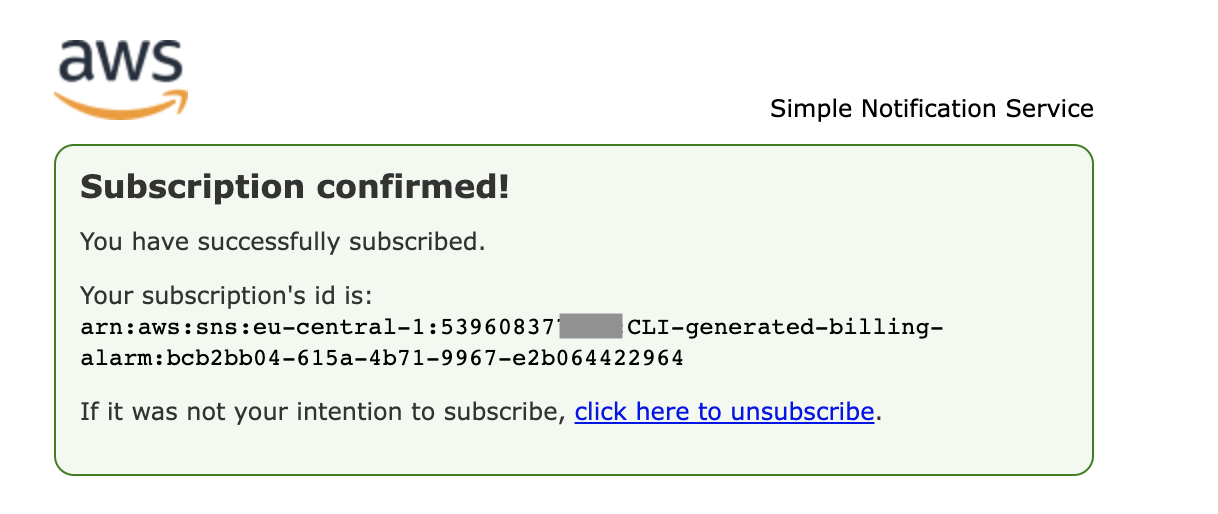 aws
Simple Notification Service
Subscription confirmed!
You have successfully subscribed.
Your subscription's id is:
arn:aws:sns:eu-central-1:53960837 CLI-generated-billing-
alarm:bcb2bb04-615a-4b71-9967-e2b064422964
If it was not your intention to subscribe, click here to unsubscribe.